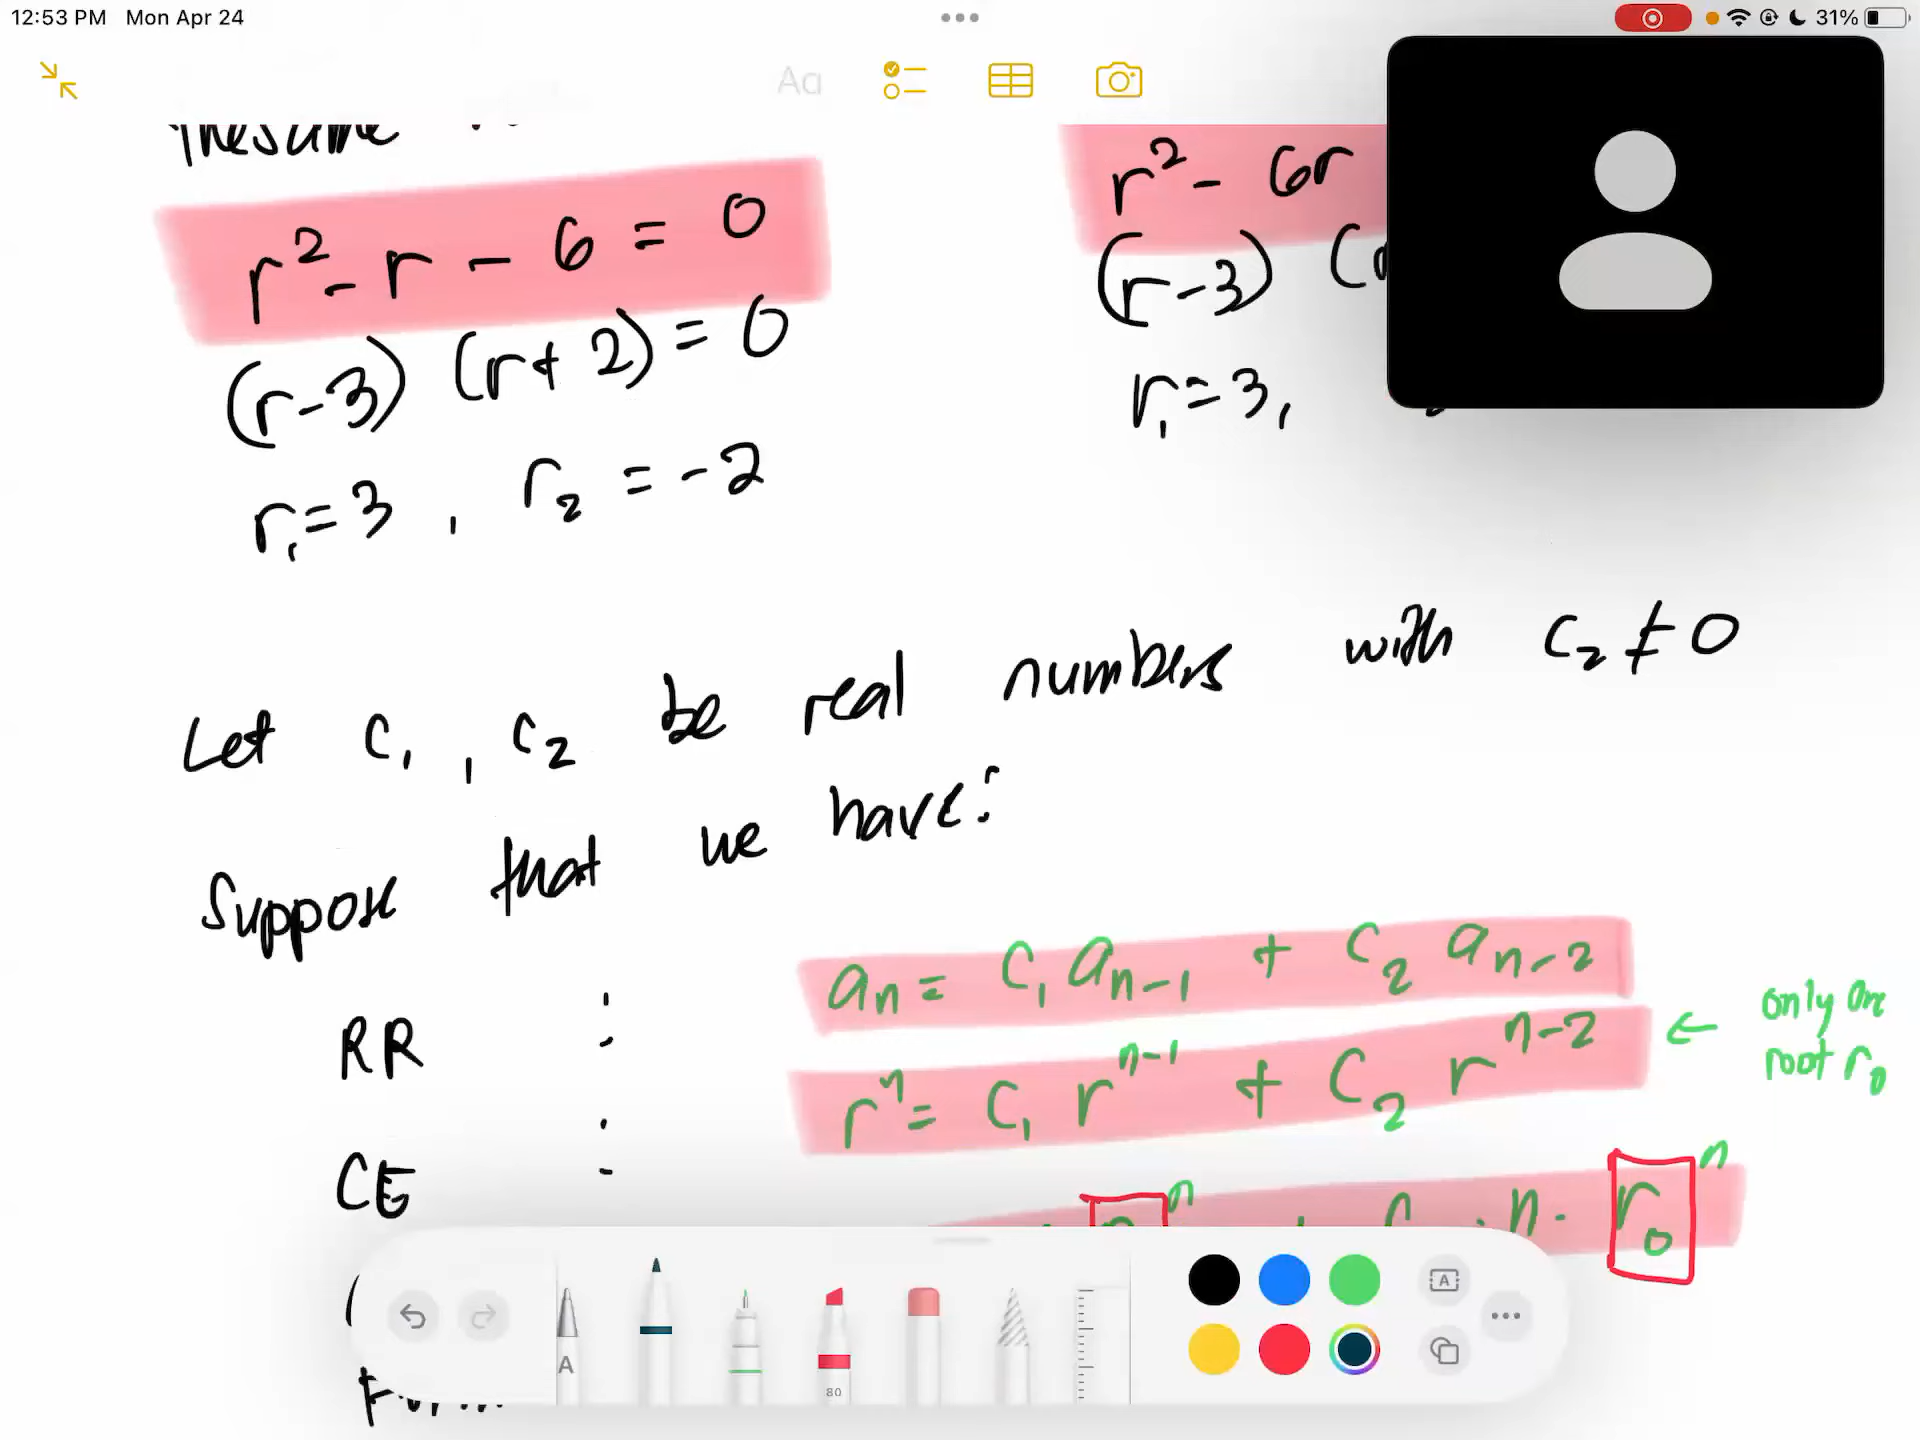 12:53 PM Mon Apr 24
31%
Aa
r² - r - 6 = 0
(r-3) (r+2) = 0
r₁ = 3 , r₂ = -2
r² - 6r
(r-3) (
r₁ = 3,
Let c₁ , c₂ be real numbers with c₂ ≠ 0
Suppose that we have:
RR : aₙ = c₁ aₙ₋₁ + c₂ aₙ₋₂
CE : rⁿ = c₁ rⁿ⁻¹ + c₂ rⁿ⁻² ← only one root r₀
n · n · r₀ⁿ
A
80
A